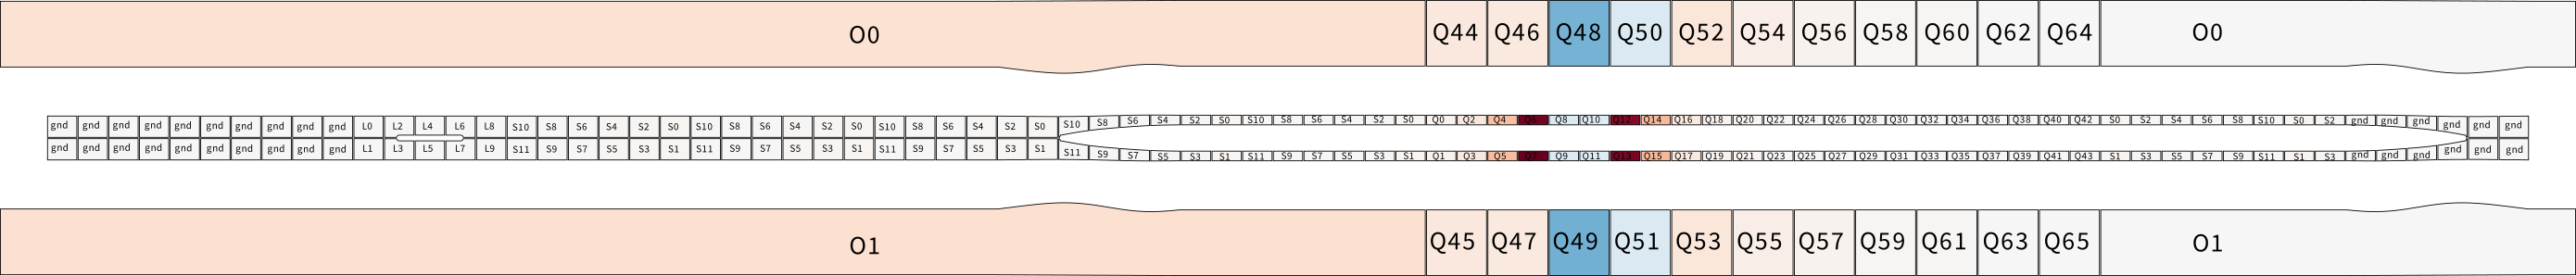 O0 Q44 Q46 Q48 Q50 Q52 Q54 Q56 Q58 Q60 Q62 Q64 O0
gnd gnd gnd gnd gnd gnd gnd gnd gnd gnd L0 L2 L4 L6 L8 S10 S8 S6 S4 S2 S0 S10 S8 S6 S4 S2 S0 S10 S8 S6 S4 S2 S0 S10 S8 S6 S4 S2 S0 S10 S8 S6 S4 S2 S0 Q0 Q2 Q4 Q6 Q8 Q10 Q12 Q14 Q16 Q18 Q20 Q22 Q24 Q26 Q28 Q30 Q32 Q34 Q36 Q38 Q40 Q42 S0 S2 S4 S6 S8 S10 S0 S2 gnd gnd gnd gnd gnd gnd
gnd gnd gnd gnd gnd gnd gnd gnd gnd gnd L1 L3 L5 L7 L9 S11 S9 S7 S5 S3 S1 S11 S9 S7 S5 S3 S1 S11 S9 S7 S5 S3 S1 S11 S9 S7 S5 S3 S1 S11 S9 S7 S5 S3 S1 Q1 Q3 Q5 Q7 Q9 Q11 Q13 Q15 Q17 Q19 Q21 Q23 Q25 Q27 Q29 Q31 Q33 Q35 Q37 Q39 Q41 Q43 S1 S3 S5 S7 S9 S11 S1 S3 gnd gnd gnd gnd gnd gnd
O1 Q45 Q47 Q49 Q51 Q53 Q55 Q57 Q59 Q61 Q63 Q65 O1